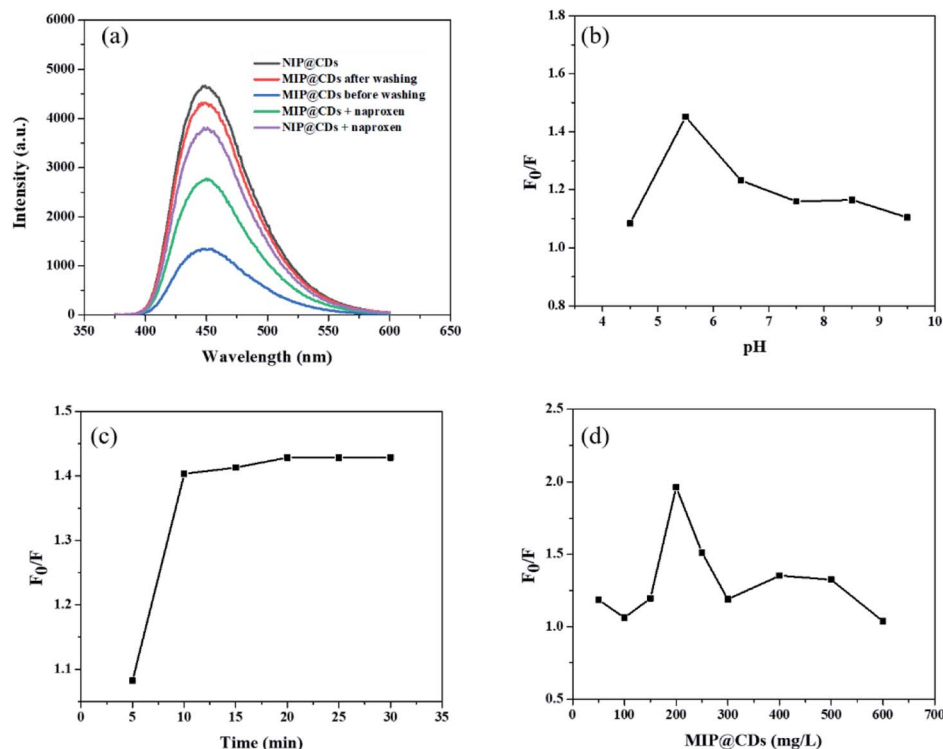 (a)
NIP@CDs
MIP@CDs after washing
MIP@CDs before washing
MIP@CDs + naproxen
NIP@CDs + naproxen
6000
5000
4000
3000
2000
1000
0
Intensity (a.u.)
350 400 450 500 550 600 650
Wavelength (nm)
(b)
1.8
1.6
1.4
1.2
1.0
0.8
F0/F
4 5 6 7 8 9 10
pH
(c)
1.5
1.4
1.3
1.2
1.1
F0/F
0 5 10 15 20 25 30 35
Time (min)
(d)
2.5
2.0
1.5
1.0
0.5
F0/F
0 100 200 300 400 500 600 700
MIP@CDs (mg/L)